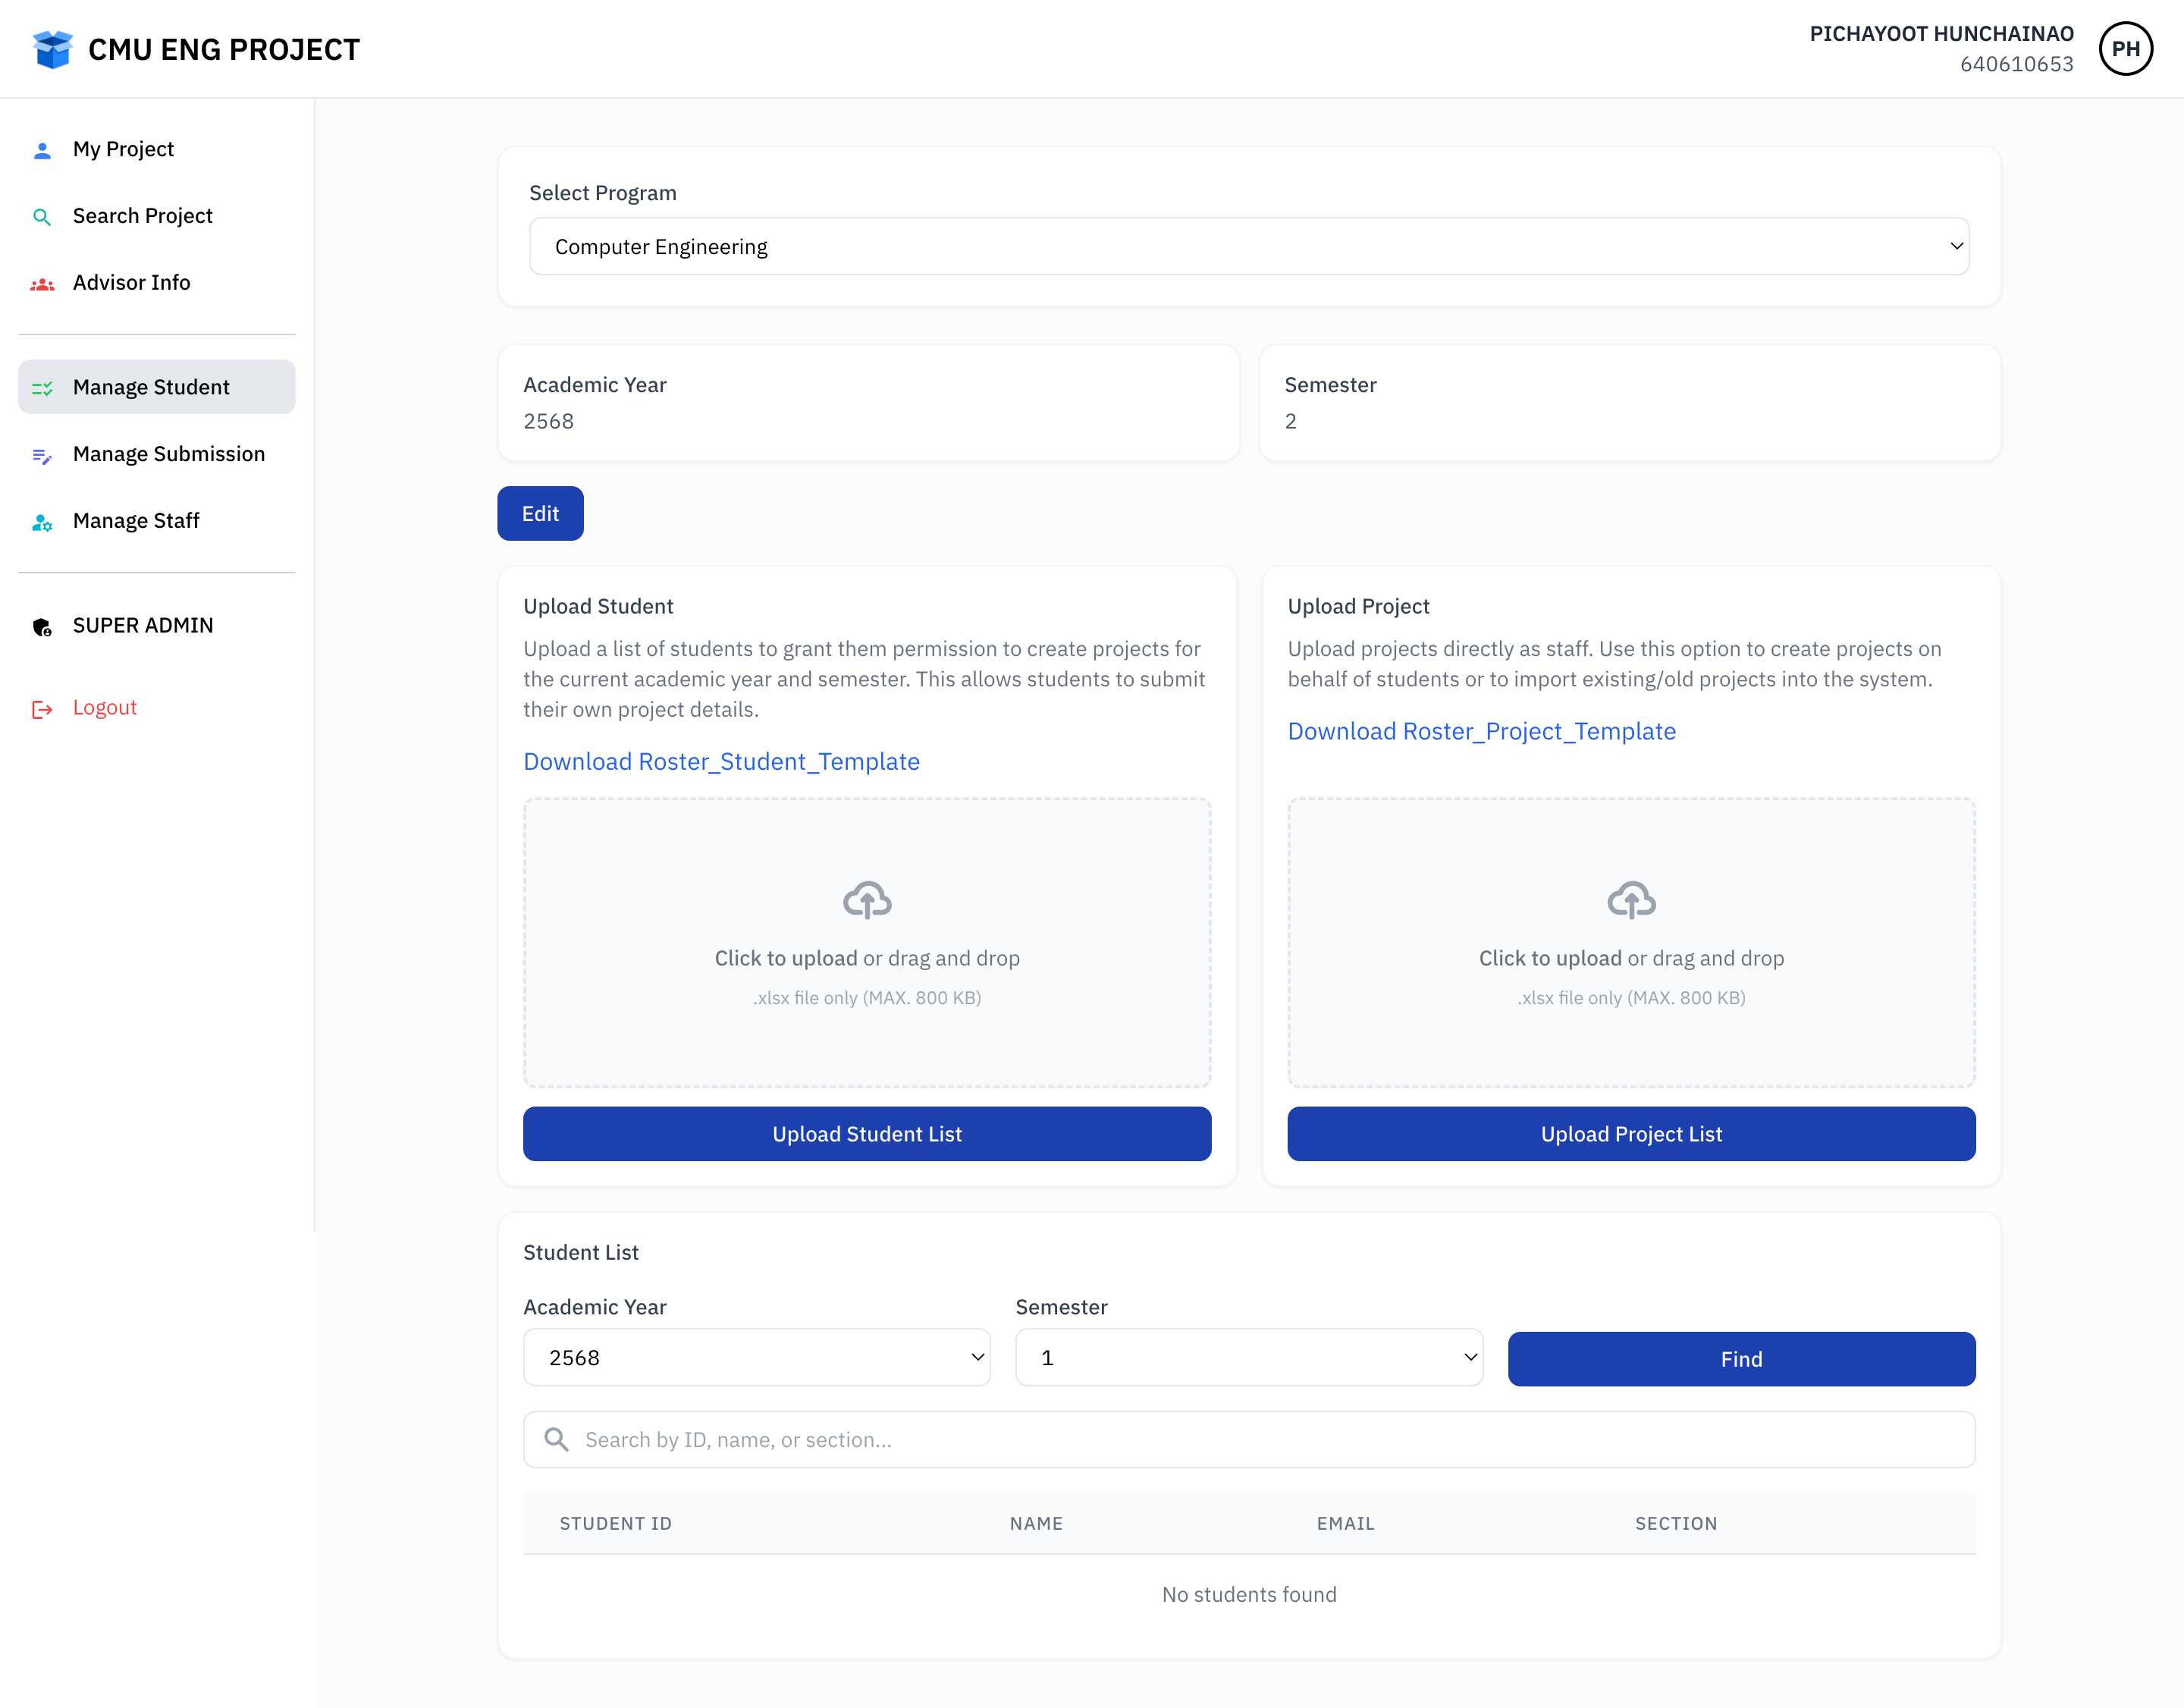 CMU ENG PROJECT
PICHAYOOT HUNCHAINAO
640610653
PH
My Project
Search Project
Advisor Info
Manage Student
Manage Submission
Manage Staff
SUPER ADMIN
Logout
Select Program
Computer Engineering
Academic Year
2568
Semester
2
Edit
Upload Student
Upload a list of students to grant them permission to create projects for
the current academic year and semester. This allows students to submit
their own project details.
Download Roster_Student_Template
Click to upload or drag and drop
.xlsx file only (MAX. 800 KB)
Upload Student List
Upload Project
Upload projects directly as staff. Use this option to create projects on
behalf of students or to import existing/old projects into the system.
Download Roster_Project_Template
Click to upload or drag and drop
.xlsx file only (MAX. 800 KB)
Upload Project List
Student List
Academic Year
2568
Semester
1
Find
Search by ID, name, or section...
STUDENT ID NAME EMAIL SECTION
No students found